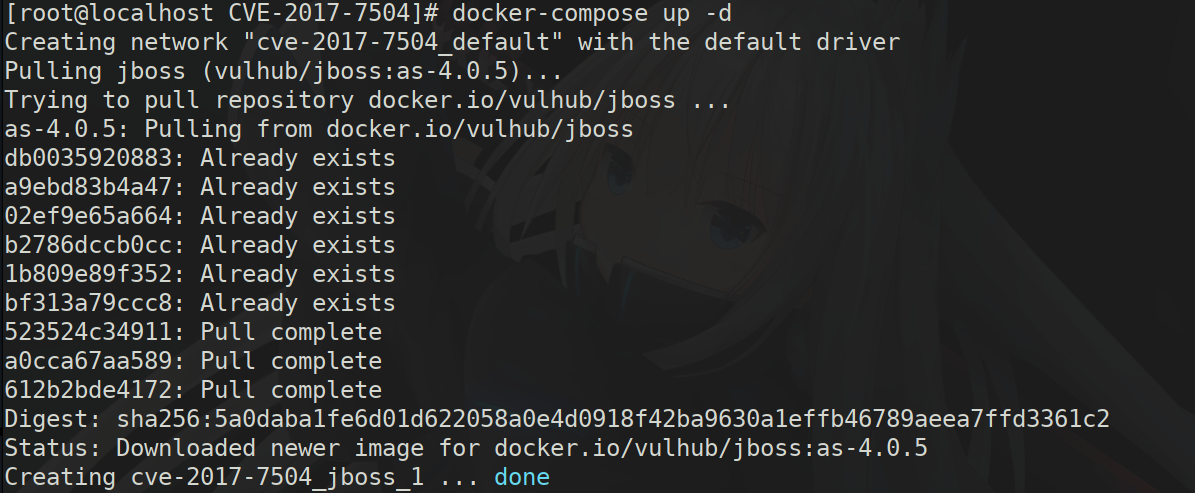 [root@localhost CVE-2017-7504]# docker-compose up -d
Creating network "cve-2017-7504_default" with the default driver
Pulling jboss (vulhub/jboss:as-4.0.5)...
Trying to pull repository docker.io/vulhub/jboss ...
as-4.0.5: Pulling from docker.io/vulhub/jboss
db0035920883: Already exists
a9ebd83b4a47: Already exists
02ef9e65a664: Already exists
b2786dccb0cc: Already exists
1b809e89f352: Already exists
bf313a79ccc8: Already exists
523524c34911: Pull complete
a0cca67aa589: Pull complete
612b2bde4172: Pull complete
Digest: sha256:5a0daba1fe6d01d622058a0e4d0918f42ba9630a1effb46789aeea7ffd3361c2
Status: Downloaded newer image for docker.io/vulhub/jboss:as-4.0.5
Creating cve-2017-7504_jboss_1 ... done